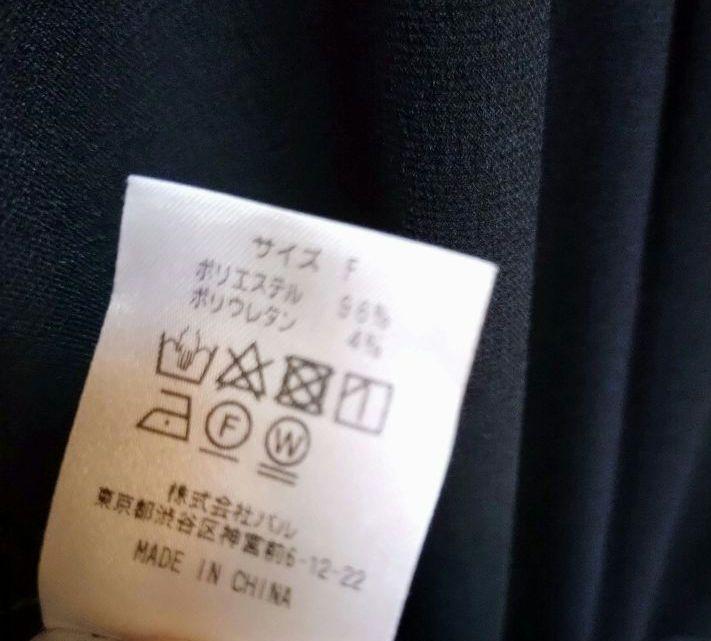 サイズ F
ポリエステル 96%
ポリウレタン 4%
F W
株式会社バル
東京都渋谷区神宮前6-12-22
MADE IN CHINA